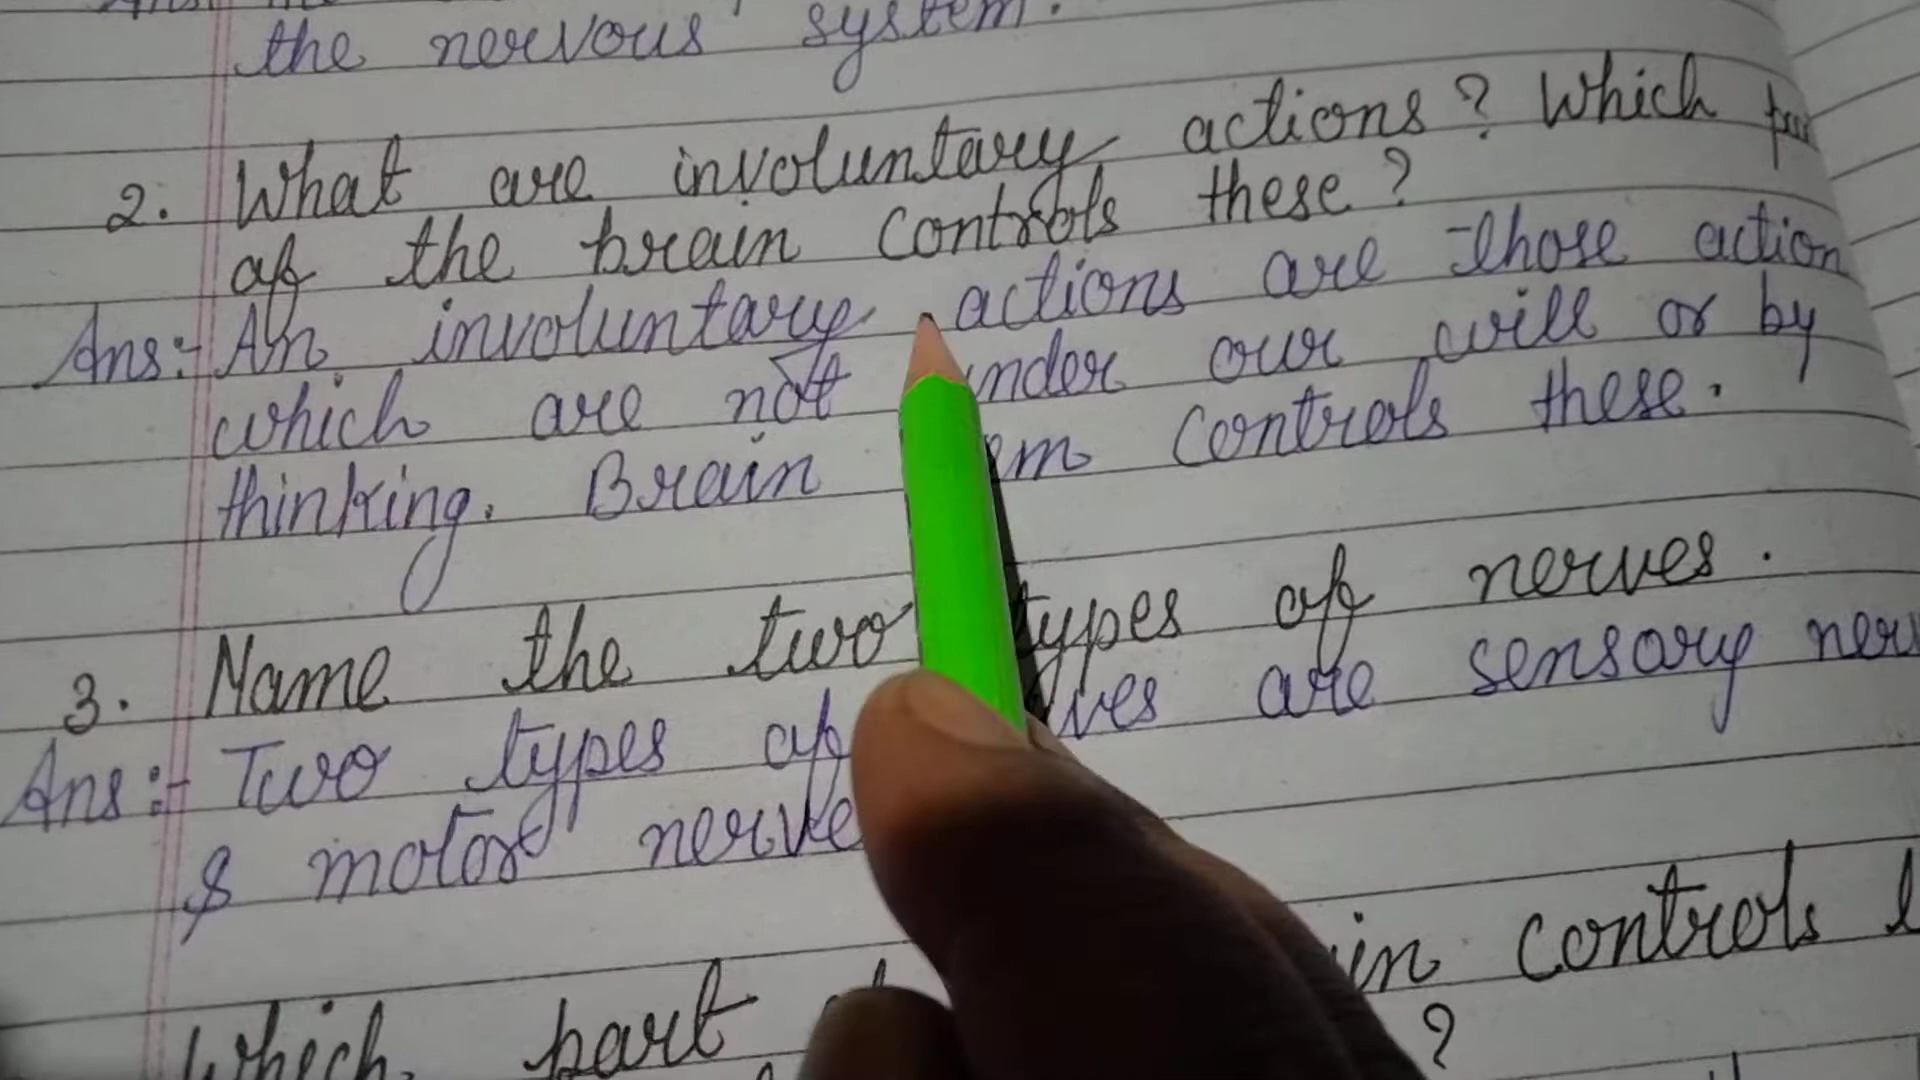 the nervous system.
2. What are involuntary actions? Which
of the brain controls these?
Ans:- An involuntary actions are those action
which are not under our will or by
thinking. Brain controls these.
3. Name the two types of nerves.
Ans:- Two types of are sensory
& motor
Which part controls
?